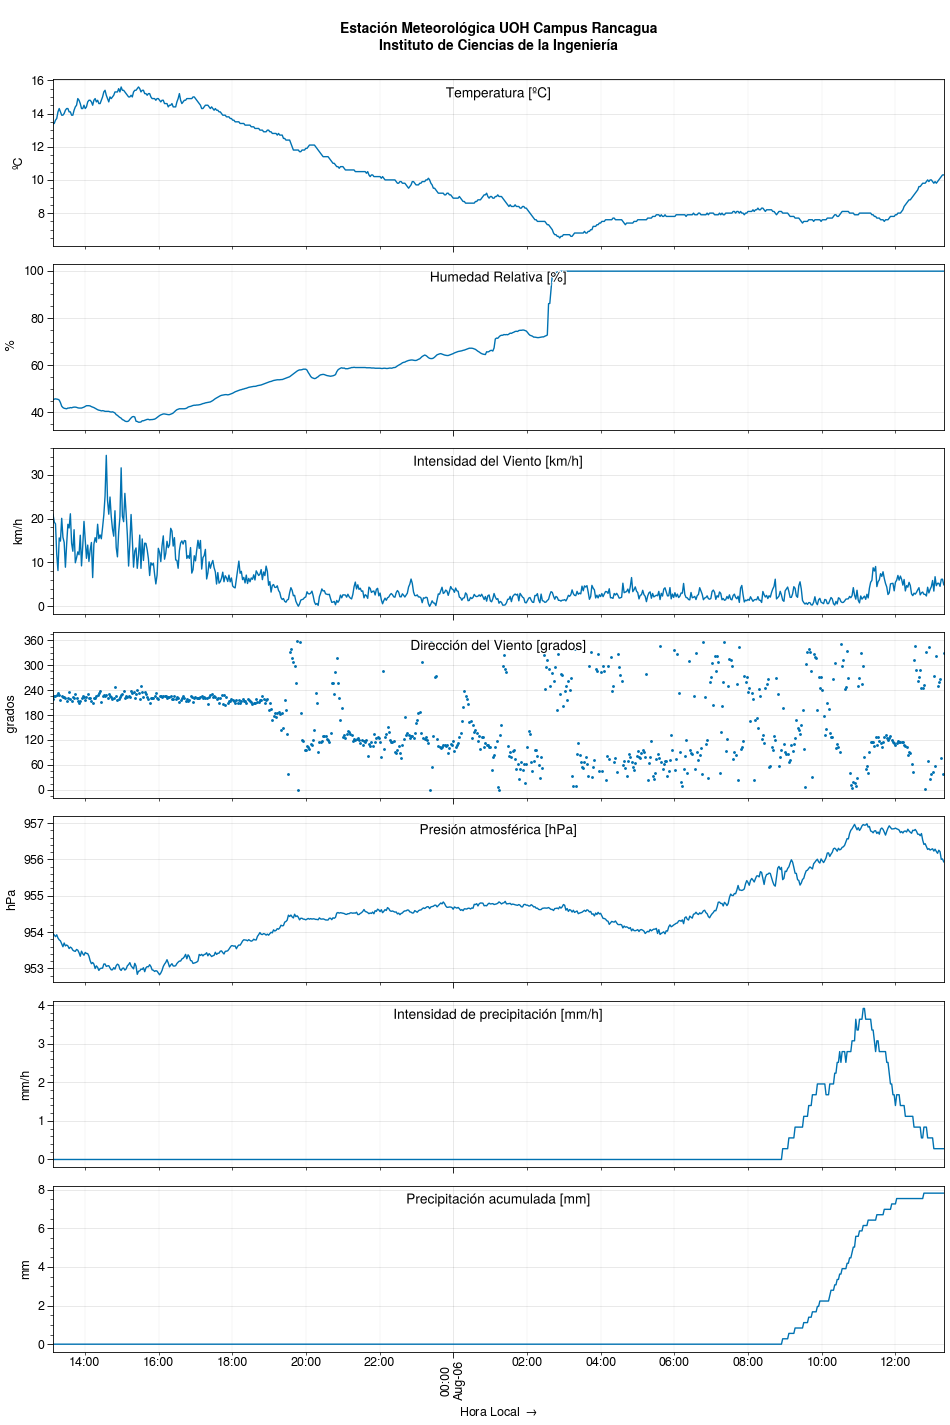 Estación Meteorológica UOH Campus Rancagua
Instituto de Ciencias de la Ingeniería
Temperatura [ºC]
16
14
12
10
8
ºC
Humedad Relativa [%]
100
80
60
40
%
Intensidad del Viento [km/h]
30
20
10
0
km/h
Dirección del Viento [grados]
360
300
240
180
120
60
0
grados
Presión atmosférica [hPa]
957
956
955
954
953
hPa
Intensidad de precipitación [mm/h]
4
3
2
1
0
mm/h
Precipitación acumulada [mm]
8
6
4
2
0
mm
14:00 16:00 18:00 20:00 22:00 00:00 02:00 04:00 06:00 08:00 10:00 12:00
Aug-06
Hora Local →